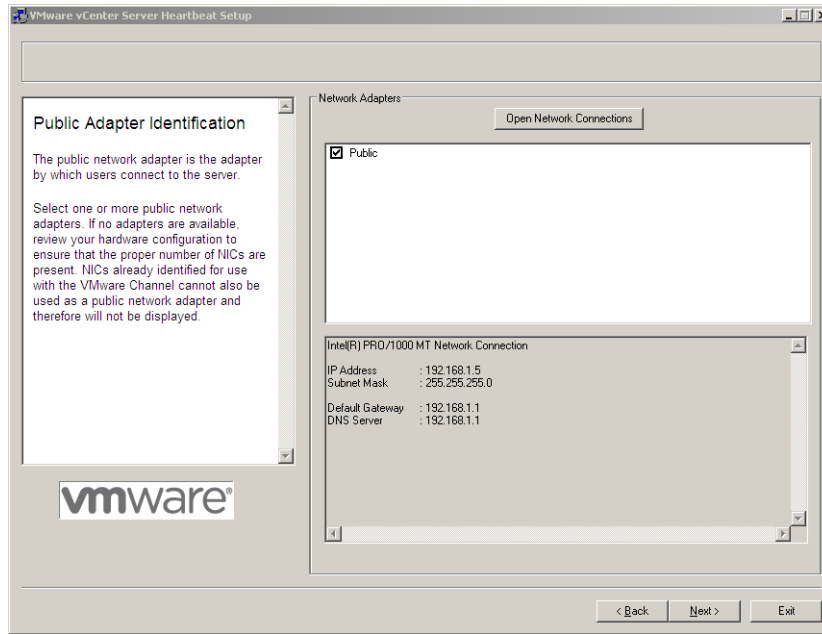 VMware vCenter Server Heartbeat Setup
Public Adapter Identification
The public network adapter is the adapter
by which users connect to the server.
Select one or more public network
adapters. If no adapters are available,
review your hardware configuration to
ensure that the proper number of NICs are
present. NICs already identified for use
with the VMware Channel cannot also be
used as a public network adapter and
therefore will not be displayed.
vmware®
Network Adapters
Open Network Connections
Public
Intel(R) PRO/1000 MT Network Connection
IP Address : 192.168.1.5
Subnet Mask : 255.255.255.0
Default Gateway : 192.168.1.1
DNS Server : 192.168.1.1
< Back
Next >
Exit